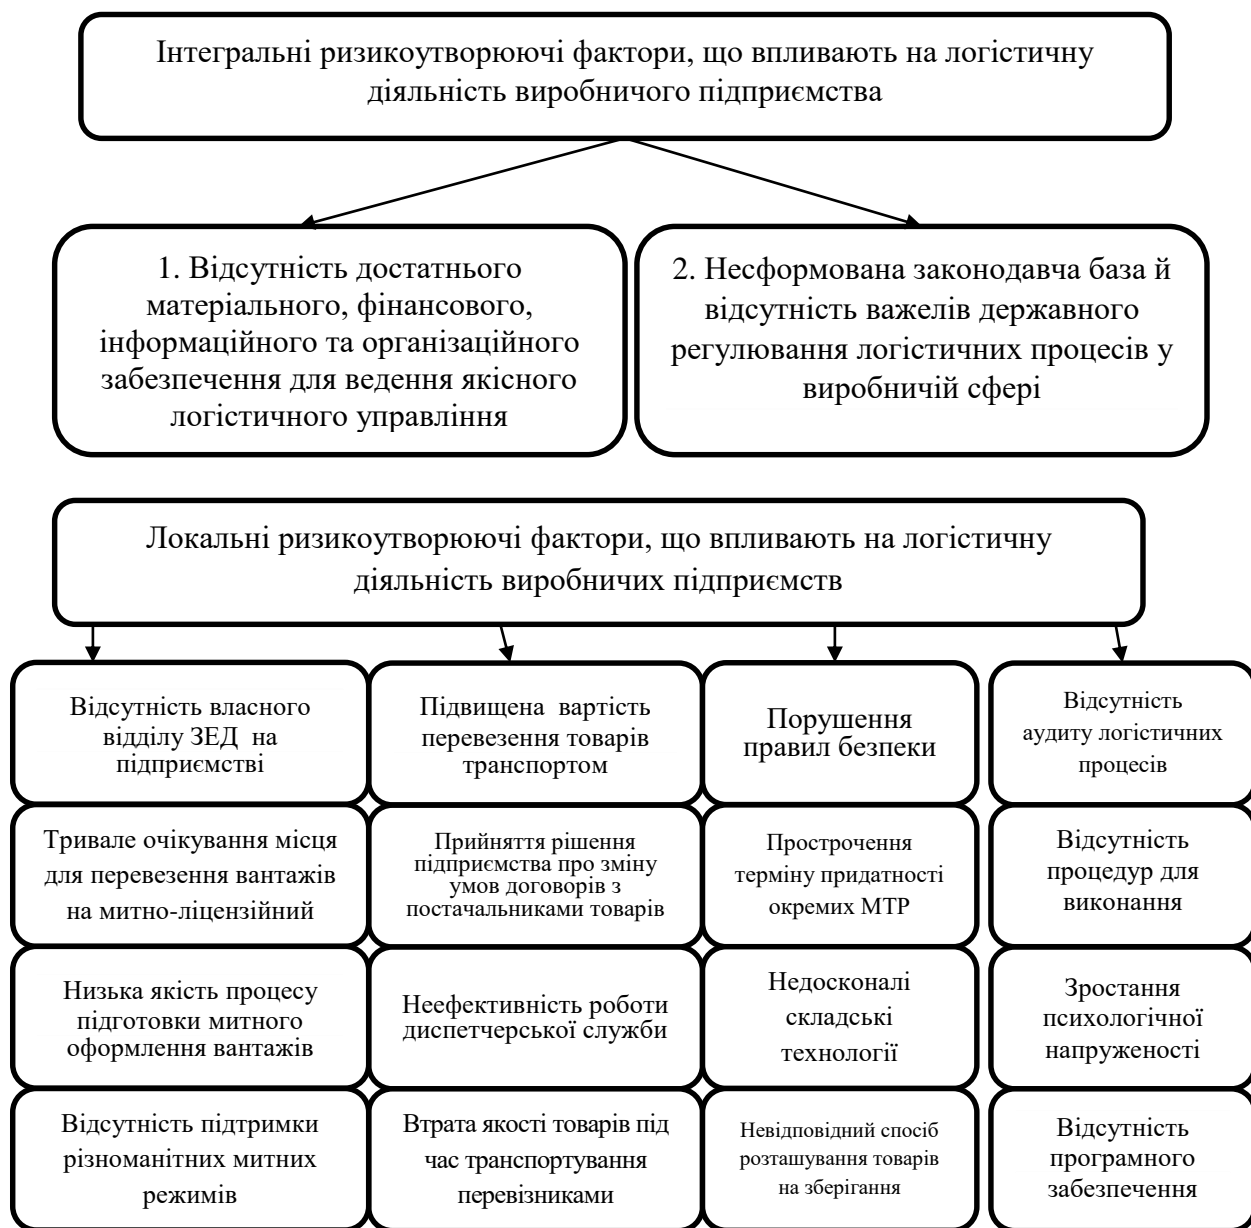 Інтегральні ризикоутворюючі фактори, що впливають на логістичну
діяльність виробничого підприємства
1. Відсутність достатнього
матеріального, фінансового,
інформаційного та організаційного
забезпечення для ведення якісного
логістичного управління
2. Несформована законодавча база й
відсутність важелів державного
регулювання логістичних процесів у
виробничій сфері
Локальні ризикоутворюючі фактори, що впливають на логістичну
діяльність виробничих підприємств
Відсутність власного
відділу ЗЕД на
підприємстві
Підвищена вартість
перевезення товарів
транспортом
Порушення
правил безпеки
Відсутність
аудиту логістичних
процесів
Тривале очікування місця
для перевезення вантажів
на митно-ліцензійний
Прийняття рішення
підприємства про зміну
умов договорів з
постачальниками товарів
Прострочення
терміну придатності
окремих МТР
Відсутність
процедур для
виконання
Низька якість процесу
підготовки митного
оформлення вантажів
Неефективність роботи
диспетчерської служби
Недосконалі
складські
технології
Зростання
психологічної
напруженості
Відсутність підтримки
різноманітних митних
режимів
Втрата якості товарів під
час транспортування
перевізниками
Невідповідний спосіб
розташування товарів
на зберігання
Відсутність
програмного
забезпечення